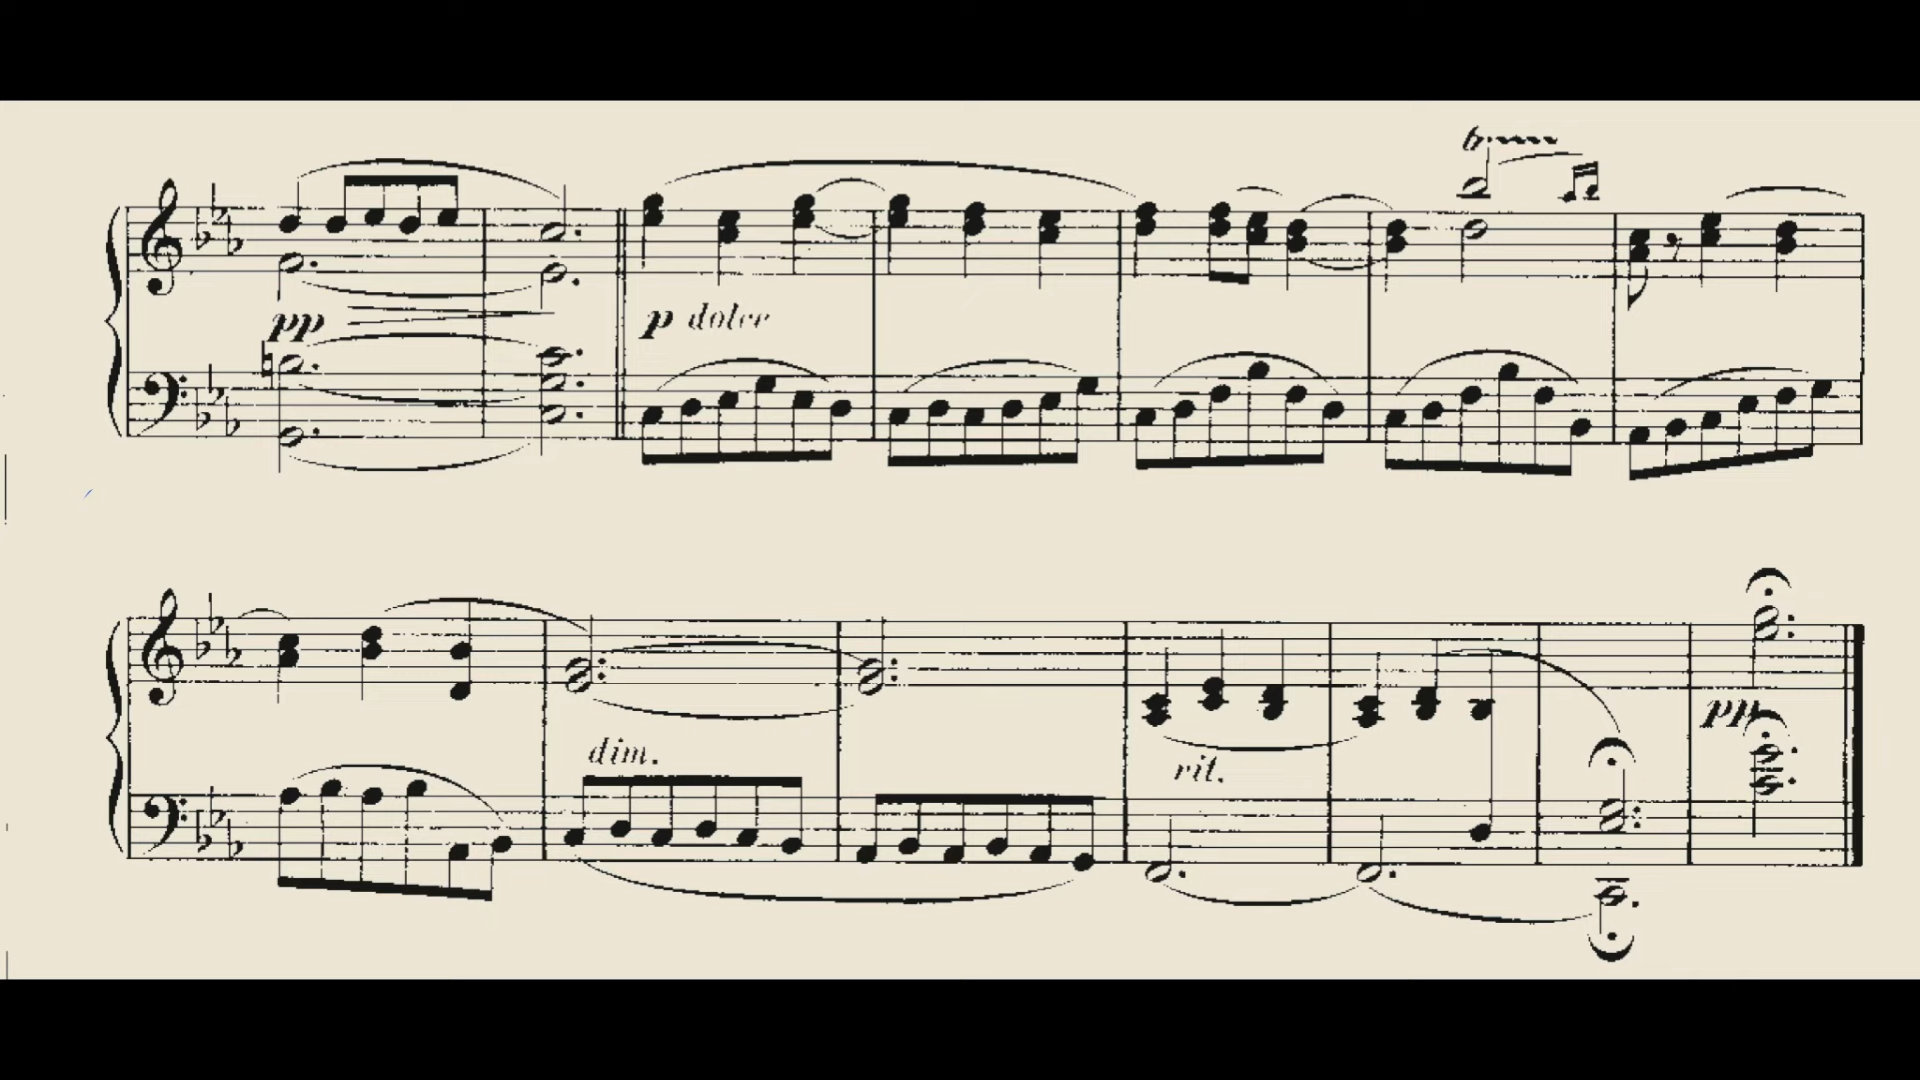 pp
p dolce
dim.
rit.
pp